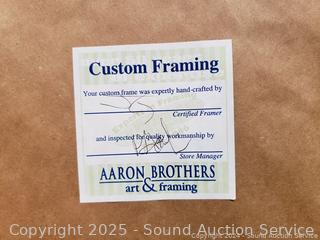 Custom Framing
Your custom frame was expertly hand-crafted by
Certified Framer
and inspected for quality workmanship by
Store Manager
AARON BROTHERS
art & framing
Copyright 2025 - Sound Auction Service